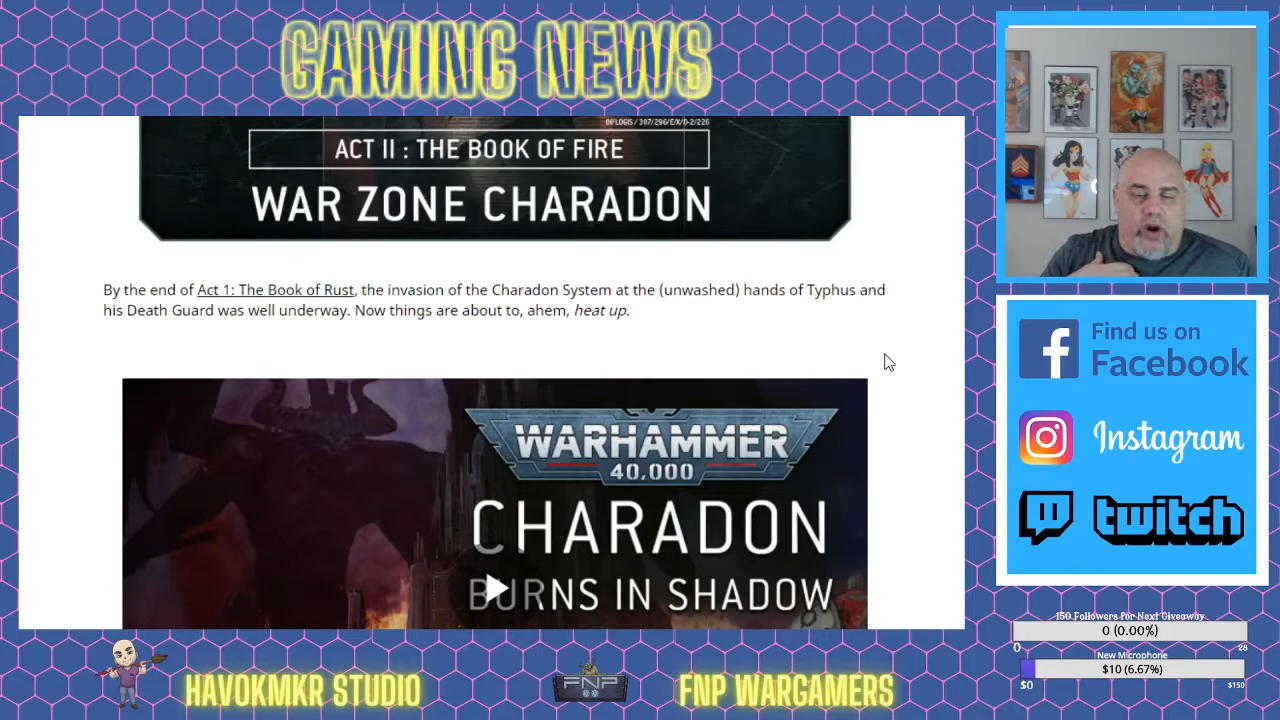 GAMING NEWS
ACT II : THE BOOK OF FIRE
WAR ZONE CHARADON
By the end of Act 1: The Book of Rust, the invasion of the Charadon System at the (unwashed) hands of Typhus and
his Death Guard was well underway. Now things are about to, ahem, heat up.
WARHAMMER
40,000
CHARADON
BURNS IN SHADOW
Find us on
Facebook
Instagram
twitch
150 Followers For Next Giveaway
0 (0.00%)
0
28
New Microphone
$10 (6.67%)
$0
$150
HAVOKMKR STUDIO
FNP
FNP WARGAMERS